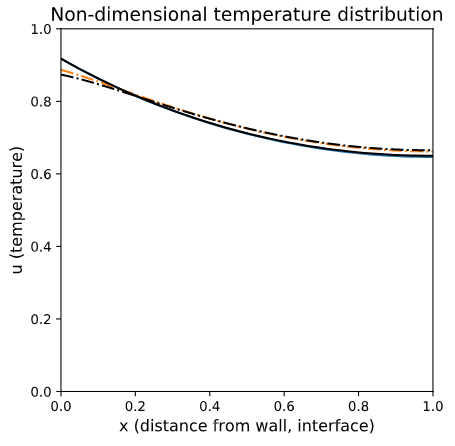 Non-dimensional temperature distribution
1.0
0.8
0.6
0.4
0.2
0.0
u (temperature)
0.0 0.2 0.4 0.6 0.8 1.0
x (distance from wall, interface)